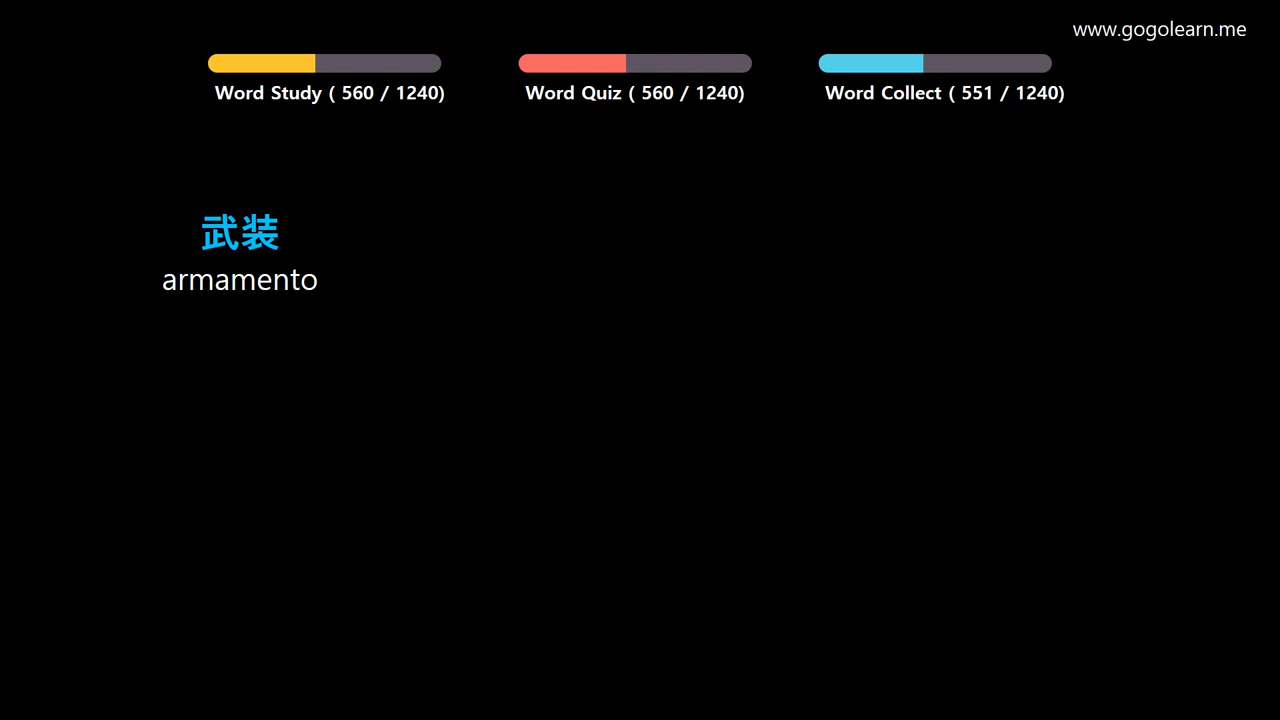 www.gogolearn.me
Word Study ( 560 / 1240)
Word Quiz ( 560 / 1240)
Word Collect ( 551 / 1240)
武装
armamento